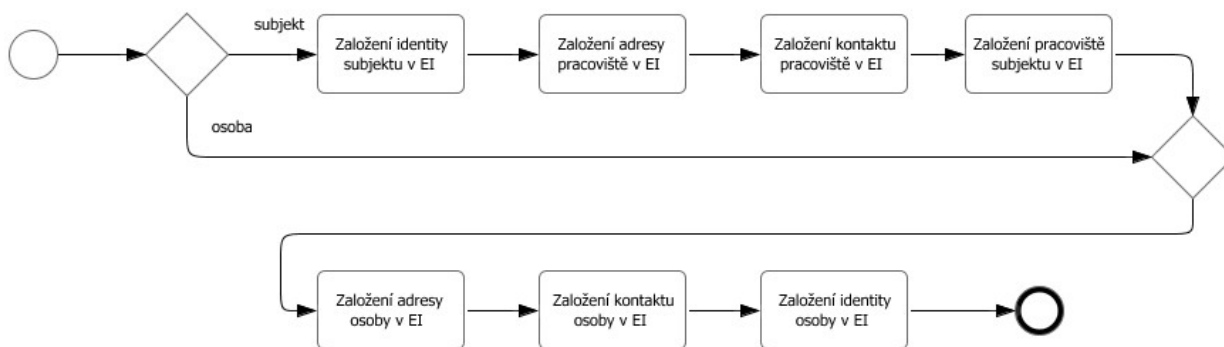 subjekt
Založení identity
subjektu v EI
Založení adresy
pracoviště v EI
Založení kontaktu
pracoviště v EI
Založení pracoviště
subjektu v EI
osoba
Založení adresy
osoby v EI
Založení kontaktu
osoby v EI
Založení identity
osoby v EI